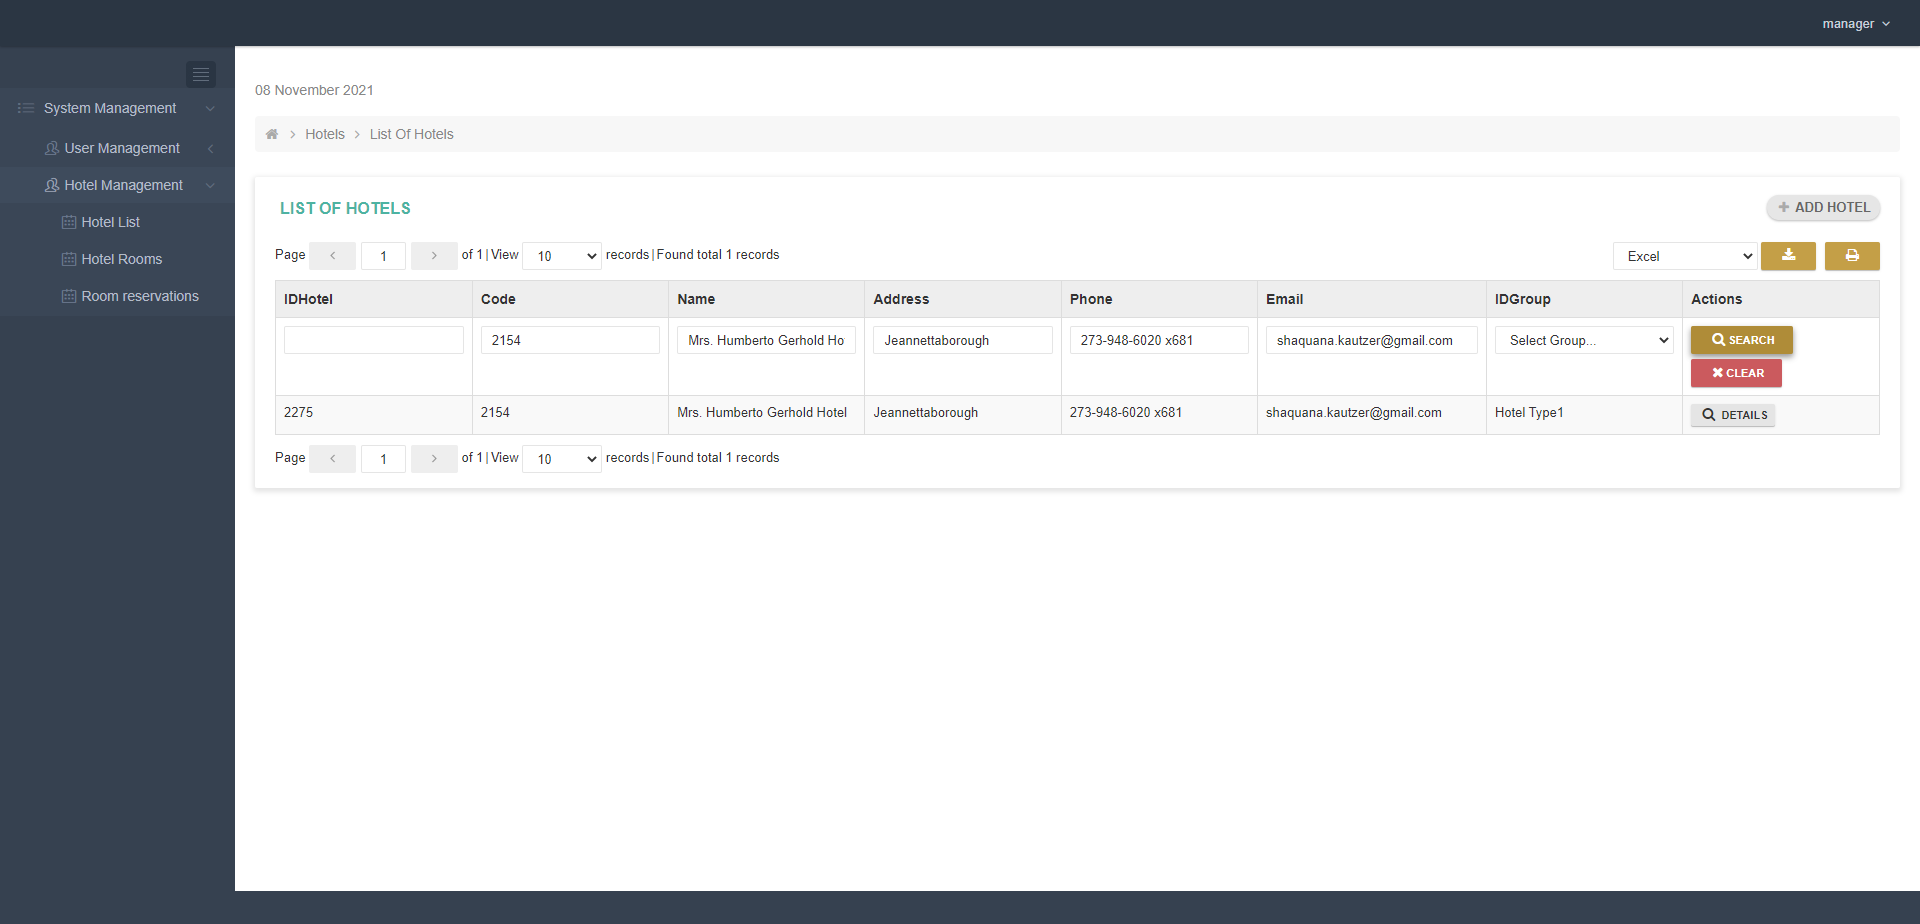 manager
System Management
User Management
Hotel Management
Hotel List
Hotel Rooms
Room reservations
08 November 2021
Hotels List Of Hotels
LIST OF HOTELS
ADD HOTEL
Page 1 of 1 | View 10 records | Found total 1 records
Excel
IDHotel Code Name Address Phone Email IDGroup Actions
2154 Mrs. Humberto Gerhold Ho Jeannettaborough 273-948-6020 x681 shaquana.kautzer@gmail.com Select Group... SEARCH
CLEAR
2275 2154 Mrs. Humberto Gerhold Hotel Jeannettaborough 273-948-6020 x681 shaquana.kautzer@gmail.com Hotel Type1 DETAILS
Page 1 of 1 | View 10 records | Found total 1 records